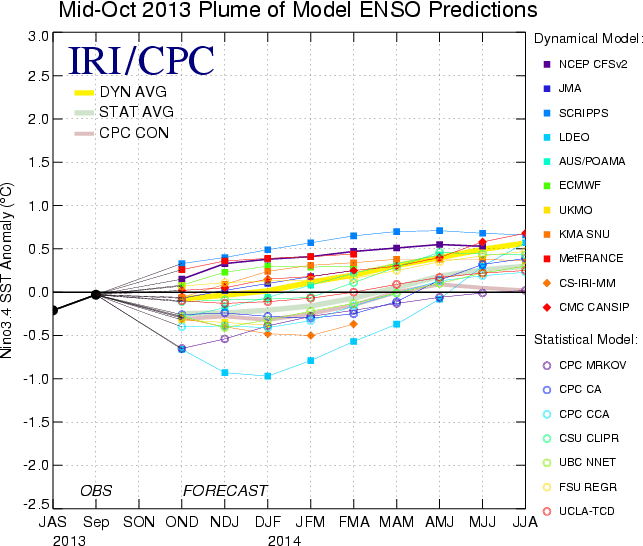 Mid-Oct 2013 Plume of Model ENSO Predictions
IRI/CPC
DYN AVG
STAT AVG
CPC CON
Nino3.4 SST Anomaly (°C)
3.0
2.5
2.0
1.5
1.0
0.5
0.0
-0.5
-1.0
-1.5
-2.0
-2.5
OBS FORECAST
JAS Sep SON OND NDJ DJF JFM FMA MAM AMJ MJJ JJA
2013 2014
Dynamical Model:
NCEP CFSv2
JMA
SCRIPPS
LDEO
AUS/POAMA
ECMWF
UKMO
KMA SNU
MetFRANCE
CS-IRI-MM
CMC CANSIP
Statistical Model:
CPC MRKOV
CPC CA
CPC CCA
CSU CLIPR
UBC NNET
FSU REGR
UCLA-TCD